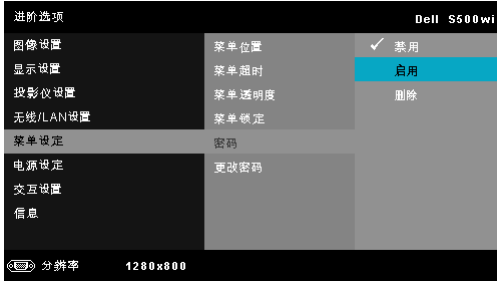 进阶选项
Dell S500wi
图像设置
显示设置
投影仪设置
无线/LAN设置
菜单设定
电源设定
交互设置
信息
菜单位置
菜单超时
菜单透明度
菜单锁定
密码
更改密码
禁用
启用
删除
分辨率 1280x800